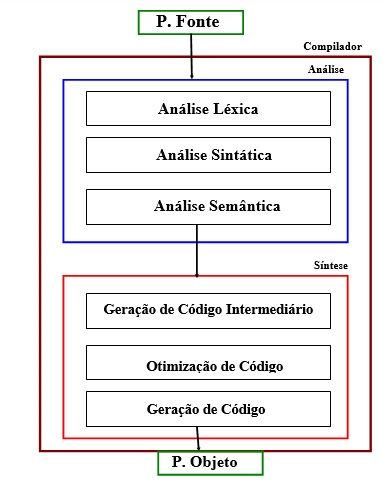 P. Fonte
Compilador
Análise
Análise Léxica
Análise Sintática
Análise Semântica
Síntese
Geração de Código Intermediário
Otimização de Código
Geração de Código
P. Objeto